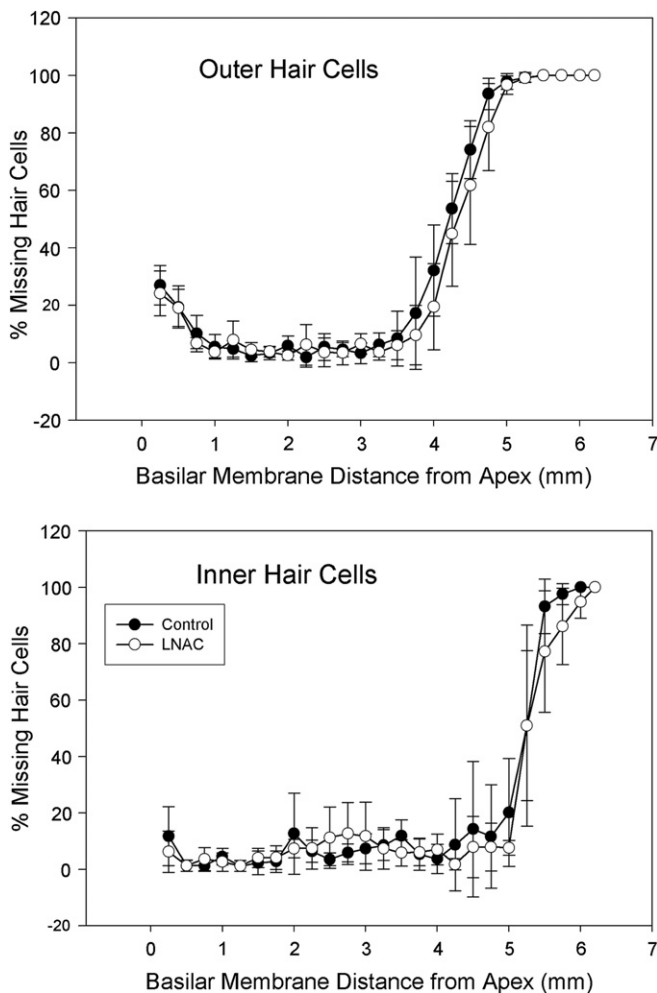 120
100
80
60
40
20
0
-20
% Missing Hair Cells
Outer Hair Cells
0 1 2 3 4 5 6 7
Basilar Membrane Distance from Apex (mm)
120
100
80
60
40
20
0
-20
% Missing Hair Cells
Inner Hair Cells
Control
LNAC
0 1 2 3 4 5 6 7
Basilar Membrane Distance from Apex (mm)